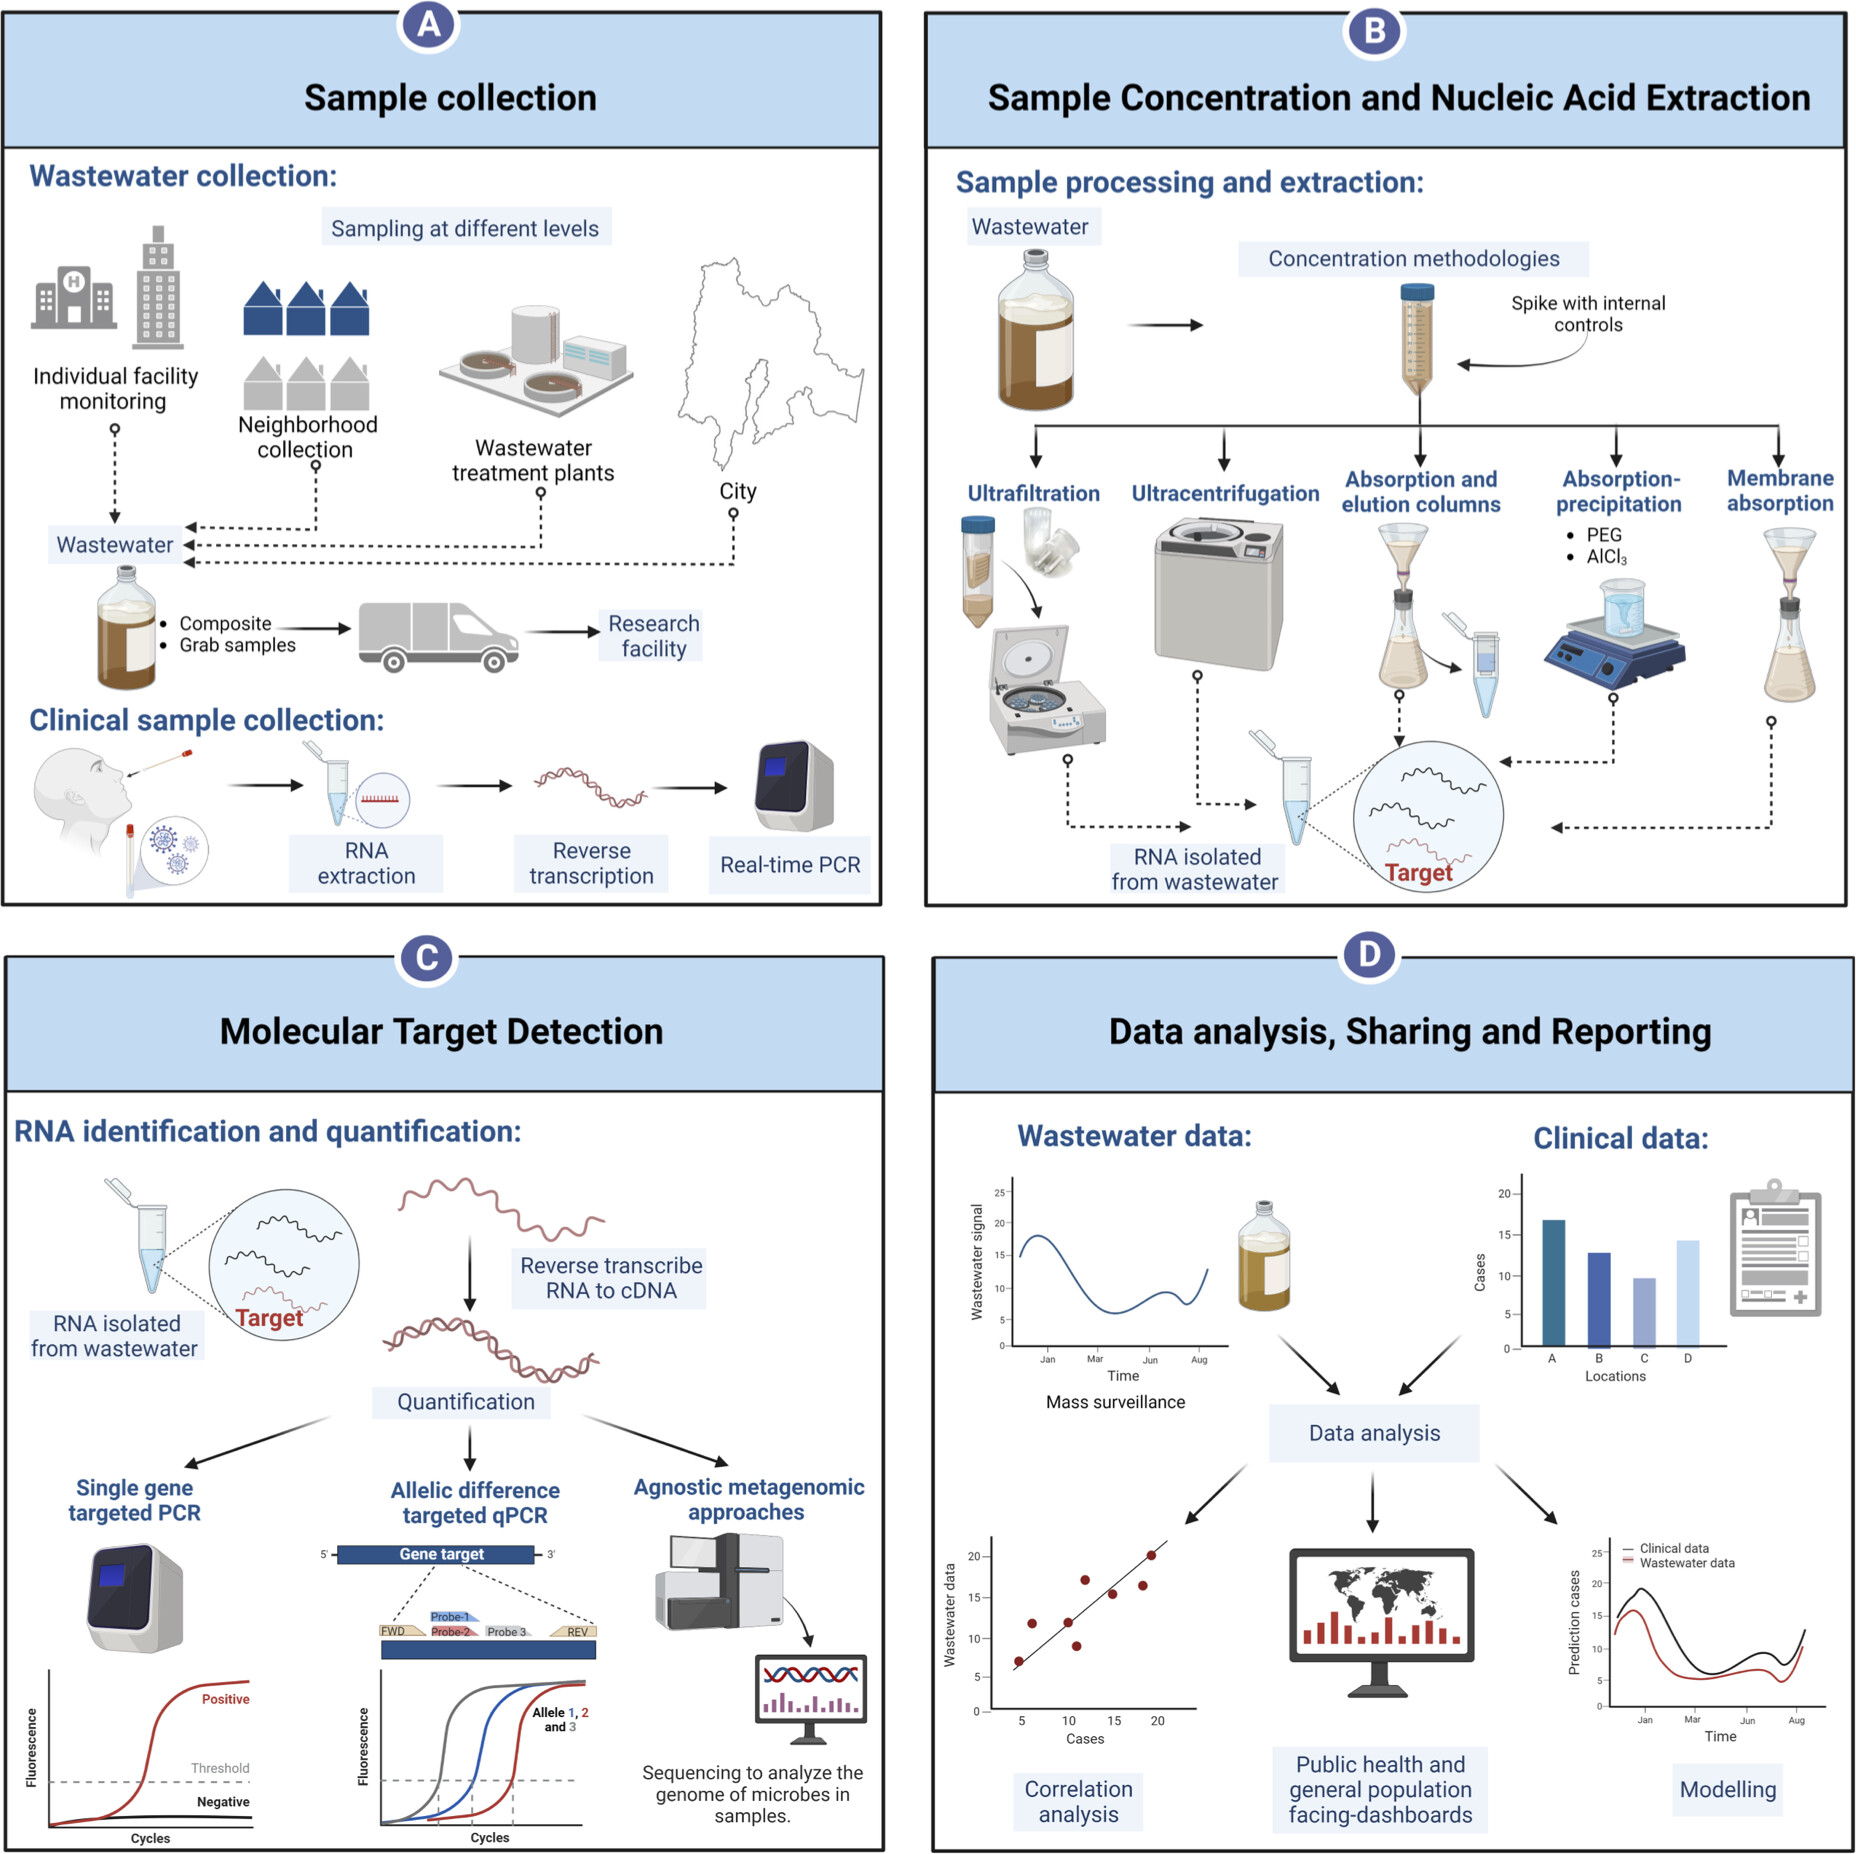 A
Sample collection
Wastewater collection:
Sampling at different levels
H
Individual facility
monitoring
Neighborhood
collection
Wastewater
treatment plants
City
Wastewater
• Composite
• Grab samples
Research
facility
Clinical sample collection:
RNA
extraction
Reverse
transcription
Real-time PCR
B
Sample Concentration and Nucleic Acid Extraction
Sample processing and extraction:
Wastewater
Concentration methodologies
Spike with internal
controls
Ultrafiltration
Ultracentrifugation
Absorption and
elution columns
Absorption-
precipitation
• PEG
• AlCl₃
Membrane
absorption
RNA isolated
from wastewater
Target
C
Molecular Target Detection
RNA identification and quantification:
RNA isolated
from wastewater
Target
Reverse transcribe
RNA to cDNA
Quantification
Single gene
targeted PCR
Fluorescence
Positive
Threshold
Negative
Cycles
Allelic difference
targeted qPCR
5'
Gene target
3'
Probe-1
FWD
Probe-2
Probe 3
REV
Fluorescence
Allele 1, 2
and 3
Cycles
Agnostic metagenomic
approaches
Sequencing to analyze the
genome of microbes in
samples.
D
Data analysis, Sharing and Reporting
Wastewater data:
Wastewater signal
25
20
15
10
5
0
Jan
Mar
Jun
Aug
Time
Mass surveillance
Clinical data:
Cases
20
15
10
5
0
A
B
C
D
Locations
Data analysis
Wastewater data
20
15
10
5
0
5
10
15
20
Cases
Correlation
analysis
Public health and
general population
facing-dashboards
Prediction cases
25
20
15
10
5
0
Clinical data
Wastewater data
Jan
Mar
Jun
Aug
Time
Modelling